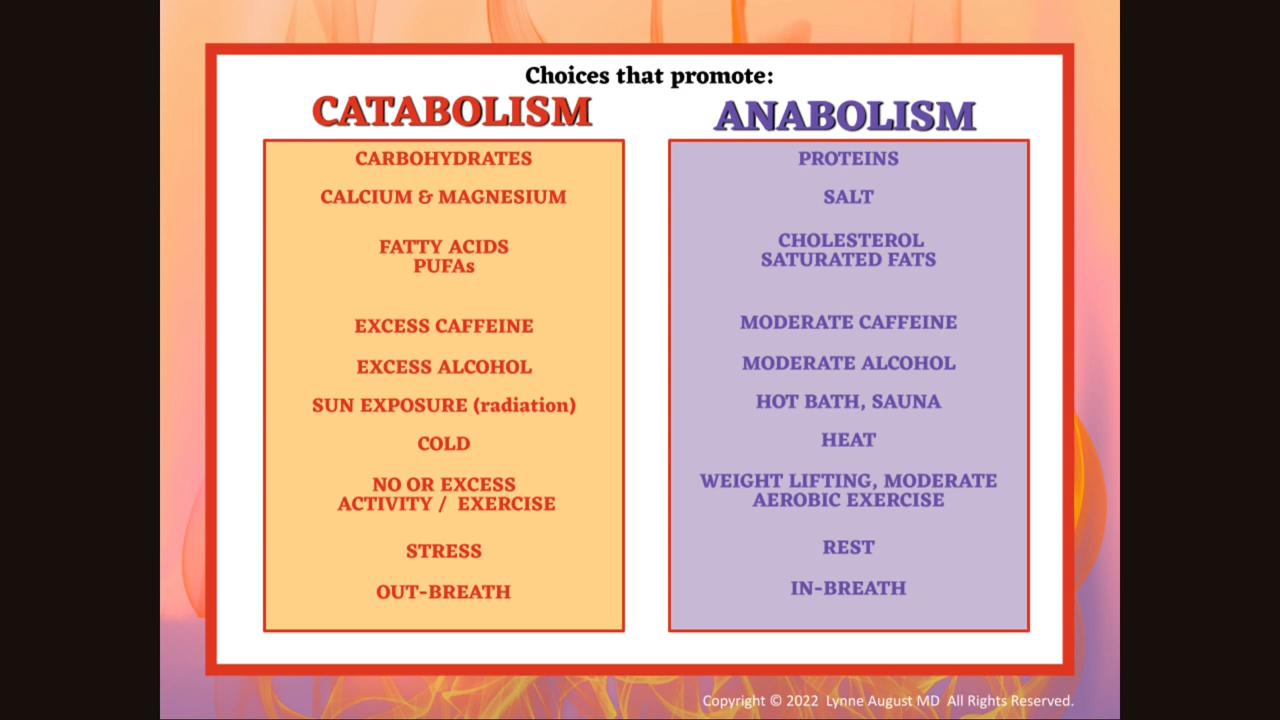 Choices that promote:
CATABOLISM
CARBOHYDRATES
CALCIUM & MAGNESIUM
FATTY ACIDS
PUFAs
EXCESS CAFFEINE
EXCESS ALCOHOL
SUN EXPOSURE (radiation)
COLD
NO OR EXCESS
ACTIVITY / EXERCISE
STRESS
OUT-BREATH
ANABOLISM
PROTEINS
SALT
CHOLESTEROL
SATURATED FATS
MODERATE CAFFEINE
MODERATE ALCOHOL
HOT BATH, SAUNA
HEAT
WEIGHT LIFTING, MODERATE
AEROBIC EXERCISE
REST
IN-BREATH
Copyright © 2022 Lynne August MD All Rights Reserved.